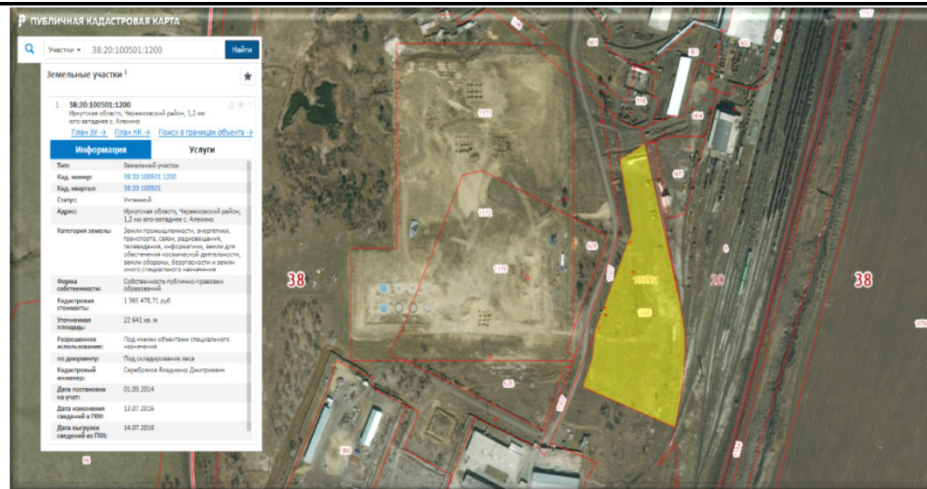 ПУБЛИЧНАЯ КАДАСТРОВАЯ КАРТА
Участки 38:20:100501:1200 Найти
Земельные участки 1
1. 38:20:100501:1200
Иркутская область, Черемховский район, 1,2 км
юго-западнее с. Алехино
План ЗУ → План КК → Поиск в границах объекта →
Информация Услуги
Тип: Земельный участок
Кад. номер: 38:20:100501:1200
Кад. квартал: 38:20:100501
Статус: Учтенный
Адрес: Иркутская область, Черемховский район,
1,2 км юго-западнее с. Алехино
Категория земель: Земли промышленности, энергетики,
транспорта, связи, радиовещания,
телевидения, информатики, земли для
обеспечения космической деятельности,
земли обороны, безопасности и земли
иного специального назначения
Форма собственности: Собственность публично-правовых
образований
Кадастровая стоимость: 1 365 478,71 руб.
Уточненная площадь: 22 641 кв. м
Разрешенное использование: Под иными объектами специального
назначения
по документу: Под складирование леса
Кадастровый инженер: Серебряков Владимир Дмитриевич
Дата постановки на учет: 01.09.2014
Дата изменения сведений в ГКН: 13.07.2016
Дата выгрузки сведений из ГКН: 14.07.2016
38
38
1171
1172